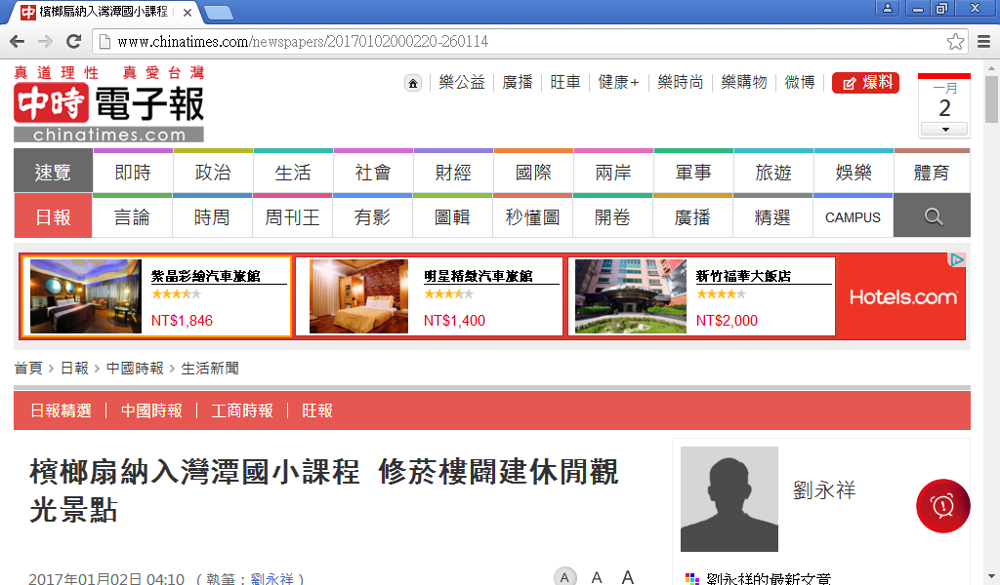 檳榔扇納入灣潭國小課程
www.chinatimes.com/newspapers/20170102000220-260114
真道理性 真愛台灣
中時電子報
chinatimes.com
樂公益 廣播 旺車 健康+ 樂時尚 樂購物 微博 爆料
一月
2
速覽 即時 政治 生活 社會 財經 國際 兩岸 軍事 旅遊 娛樂 體育
日報 言論 時周 周刊王 有影 圖輯 秒懂圖 開卷 廣播 精選 CAMPUS
紫晶彩繪汽車旅館
NT$1,846
明星精緻汽車旅館
NT$1,400
新竹福華大飯店
NT$2,000
Hotels.com
首頁 › 日報 › 中國時報 › 生活新聞
日報精選 | 中國時報 | 工商時報 | 旺報
檳榔扇納入灣潭國小課程 修菸樓闢建休閒觀
光景點
劉永祥
2017年01月02日 04:10 (執筆:劉永祥)
A A A
劉永祥的最新文章